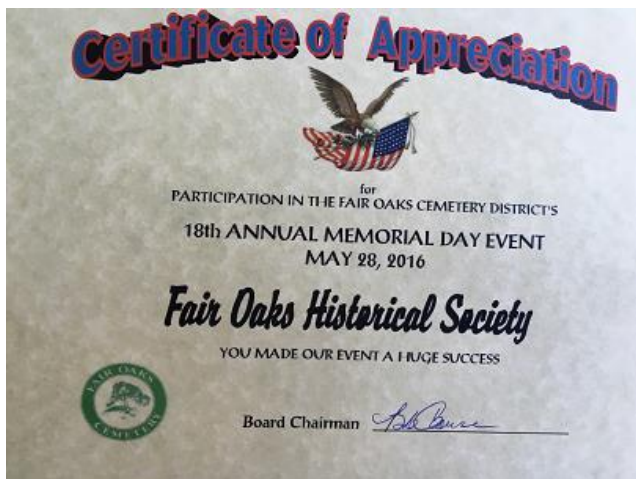 Certificate of Appreciation
for
PARTICIPATION IN THE FAIR OAKS CEMETERY DISTRICT'S
18th ANNUAL MEMORIAL DAY EVENT
MAY 28, 2016
Fair Oaks Historical Society
YOU MADE OUR EVENT A HUGE SUCCESS
FAIR OAKS
CEMETERY
Board Chairman